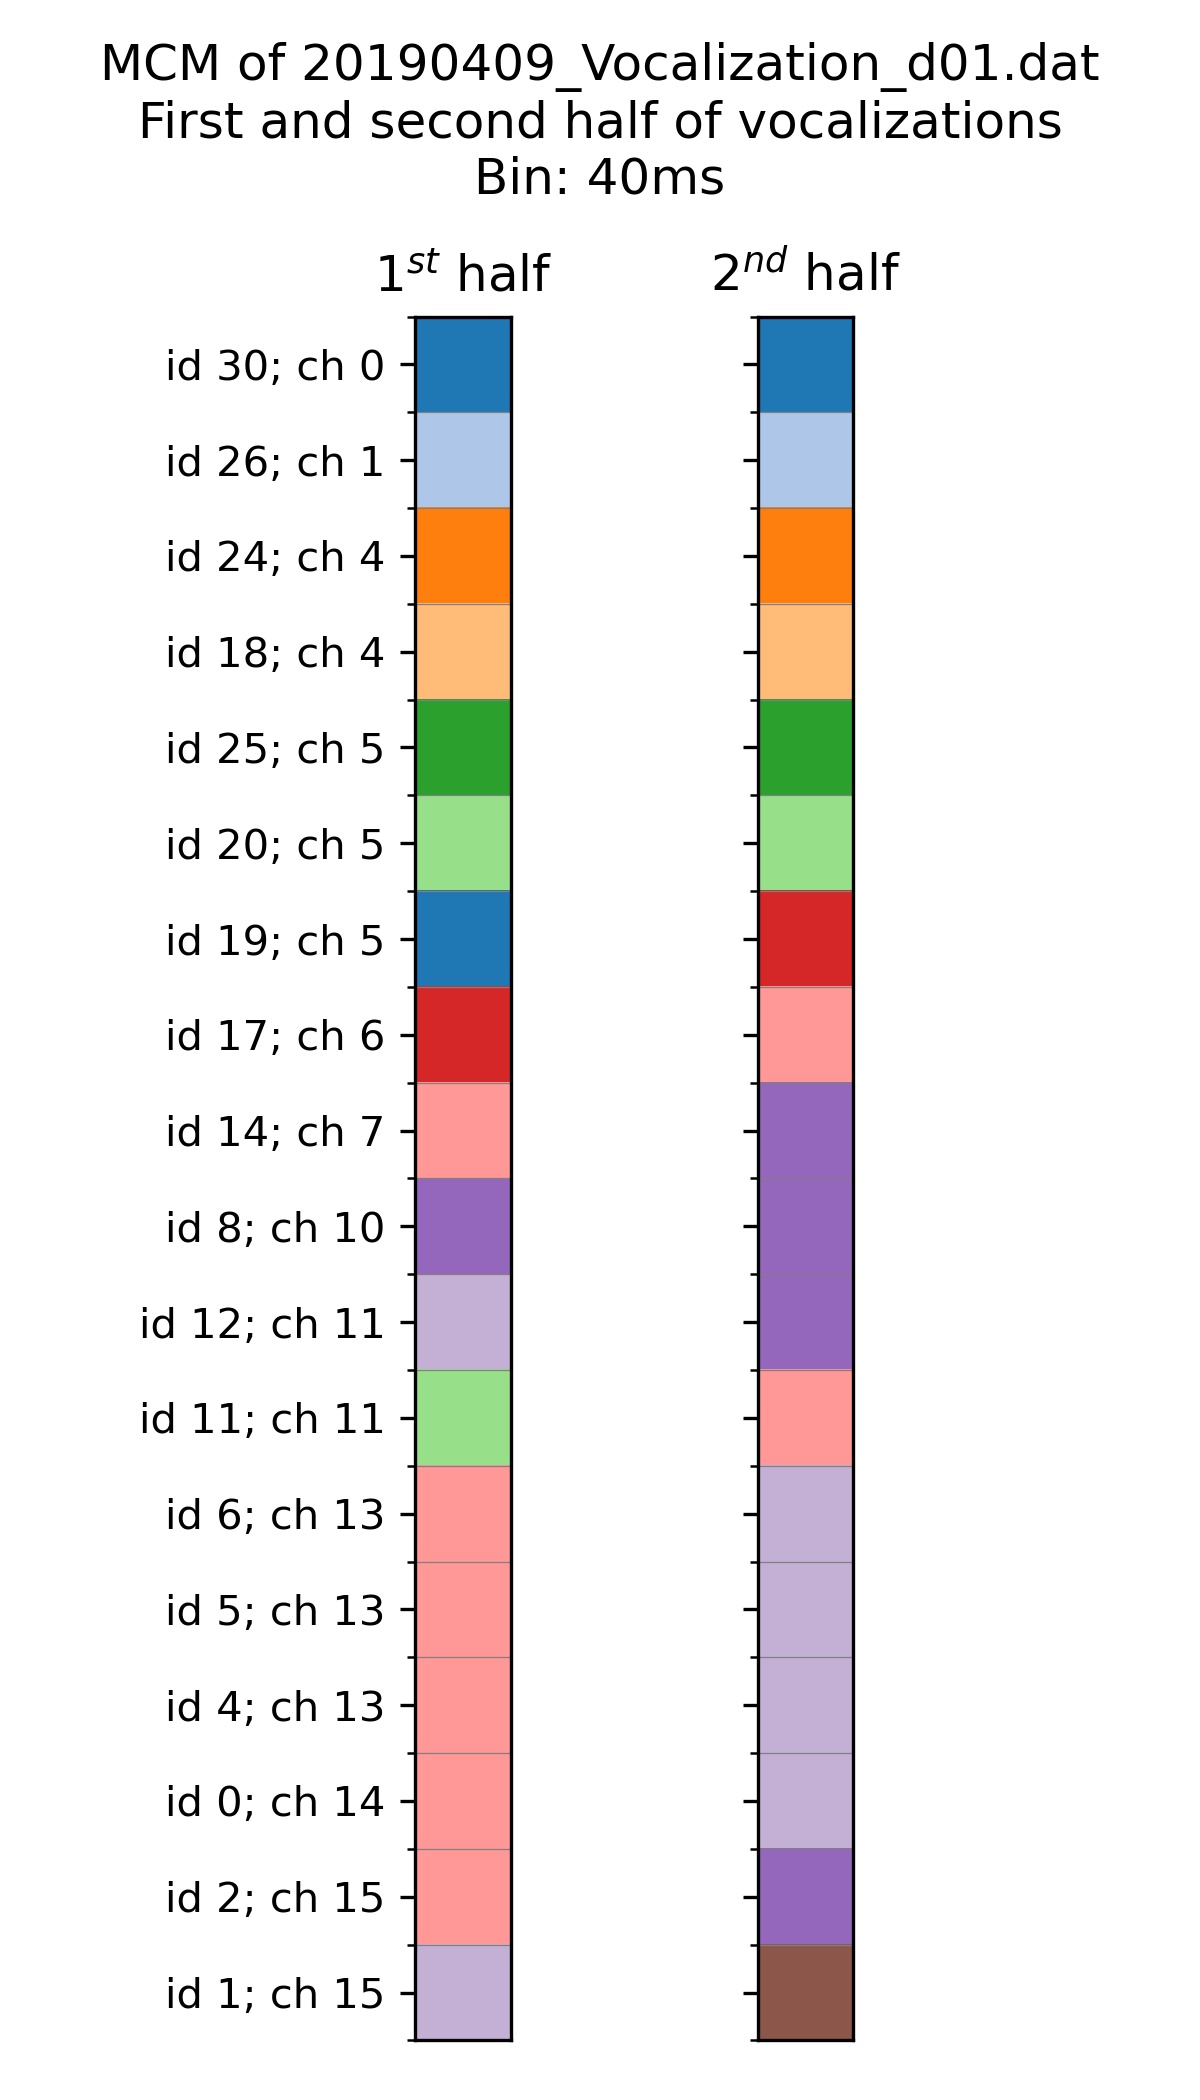 MCM of 20190409_Vocalization_d01.dat
First and second half of vocalizations
Bin: 40ms
1st half 2nd half
id 30; ch 0
id 26; ch 1
id 24; ch 4
id 18; ch 4
id 25; ch 5
id 20; ch 5
id 19; ch 5
id 17; ch 6
id 14; ch 7
id 8; ch 10
id 12; ch 11
id 11; ch 11
id 6; ch 13
id 5; ch 13
id 4; ch 13
id 0; ch 14
id 2; ch 15
id 1; ch 15